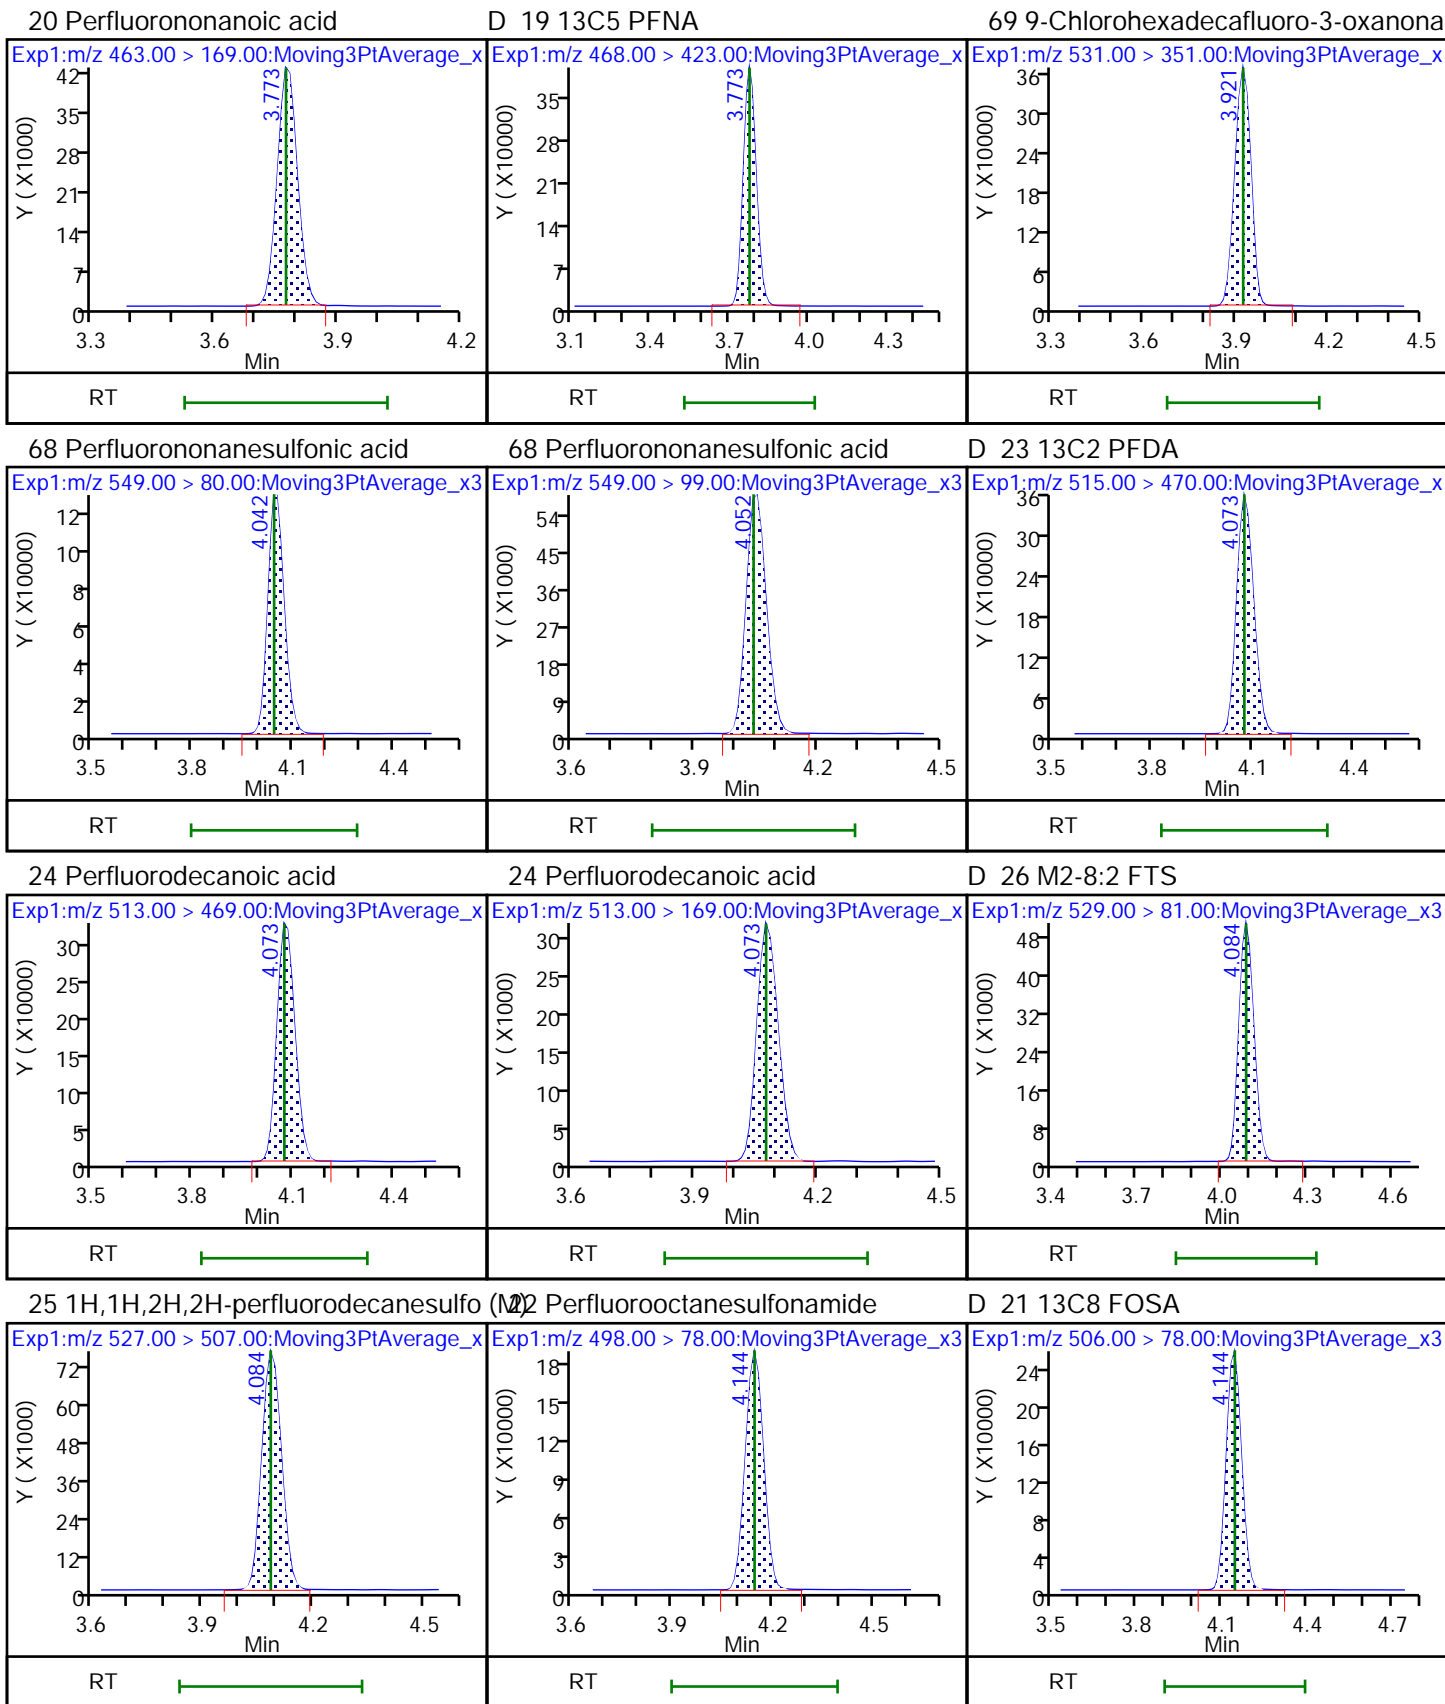 20 Perfluorononanoic acid
Exp1:m/z 463.00 > 169.00:Moving3PtAverage_x
3.773
Y ( X10000)
42
35
28
21
14
7
0
3.3 3.6 3.9 4.2
Min
RT
D 19 13C5 PFNA
Exp1:m/z 468.00 > 423.00:Moving3PtAverage_x
3.773
Y ( X10000)
35
28
21
14
7
0
3.1 3.4 3.7 4.0 4.3
Min
RT
69 9-Chlorohexadecafluoro-3-oxanona
Exp1:m/z 531.00 > 351.00:Moving3PtAverage_x
3.921
Y ( X10000)
36
30
24
18
12
6
0
3.3 3.6 3.9 4.2 4.5
Min
RT
68 Perfluorononanesulfonic acid
Exp1:m/z 549.00 > 80.00:Moving3PtAverage_x3
4.042
Y ( X10000)
12
10
8
6
4
2
0
3.5 3.8 4.1 4.4
Min
RT
68 Perfluorononanesulfonic acid
Exp1:m/z 549.00 > 99.00:Moving3PtAverage_x3
4.052
Y ( X1000)
54
45
36
27
18
9
0
3.6 3.9 4.2 4.5
Min
RT
D 23 13C2 PFDA
Exp1:m/z 515.00 > 470.00:Moving3PtAverage_x
4.073
Y ( X10000)
36
30
24
18
12
6
0
3.5 3.8 4.1 4.4
Min
RT
24 Perfluorodecanoic acid
Exp1:m/z 513.00 > 469.00:Moving3PtAverage_x
4.073
Y ( X10000)
30
25
20
15
10
5
0
3.5 3.8 4.1 4.4
Min
RT
24 Perfluorodecanoic acid
Exp1:m/z 513.00 > 169.00:Moving3PtAverage_x
4.073
Y ( X1000)
30
25
20
15
10
5
0
3.6 3.9 4.2 4.5
Min
RT
D 26 M2-8:2 FTS
Exp1:m/z 529.00 > 81.00:Moving3PtAverage_x3
4.084
Y ( X1000)
48
40
32
24
16
8
0
3.4 3.7 4.0 4.3 4.6
Min
RT
25 1H,1H,2H,2H-perfluorodecanesulfo (M)
Exp1:m/z 527.00 > 507.00:Moving3PtAverage_x
4.084
Y ( X1000)
72
60
48
36
24
12
0
3.6 3.9 4.2 4.5
Min
RT
22 Perfluorooctanesulfonamide
Exp1:m/z 498.00 > 78.00:Moving3PtAverage_x3
4.144
Y ( X10000)
18
15
12
9
6
3
0
3.6 3.9 4.2 4.5
Min
RT
D 21 13C8 FOSA
Exp1:m/z 506.00 > 78.00:Moving3PtAverage_x3
4.144
Y ( X10000)
24
20
16
12
8
4
0
3.5 3.8 4.1 4.4 4.7
Min
RT